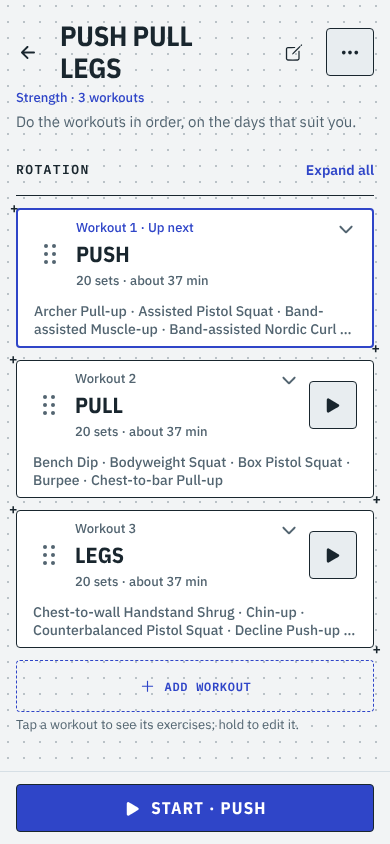 PUSH PULL
LEGS
Strength · 3 workouts
Do the workouts in order, on the days that suit you.
ROTATION
Expand all
Workout 1 · Up next
PUSH
20 sets · about 37 min
Archer Pull-up · Assisted Pistol Squat · Band-
assisted Muscle-up · Band-assisted Nordic Curl ...
Workout 2
PULL
20 sets · about 37 min
Bench Dip · Bodyweight Squat · Box Pistol Squat ·
Burpee · Chest-to-bar Pull-up
Workout 3
LEGS
20 sets · about 37 min
Chest-to-wall Handstand Shrug · Chin-up ·
Counterbalanced Pistol Squat · Decline Push-up ...
ADD WORKOUT
Tap a workout to see its exercises; hold to edit it.
START · PUSH